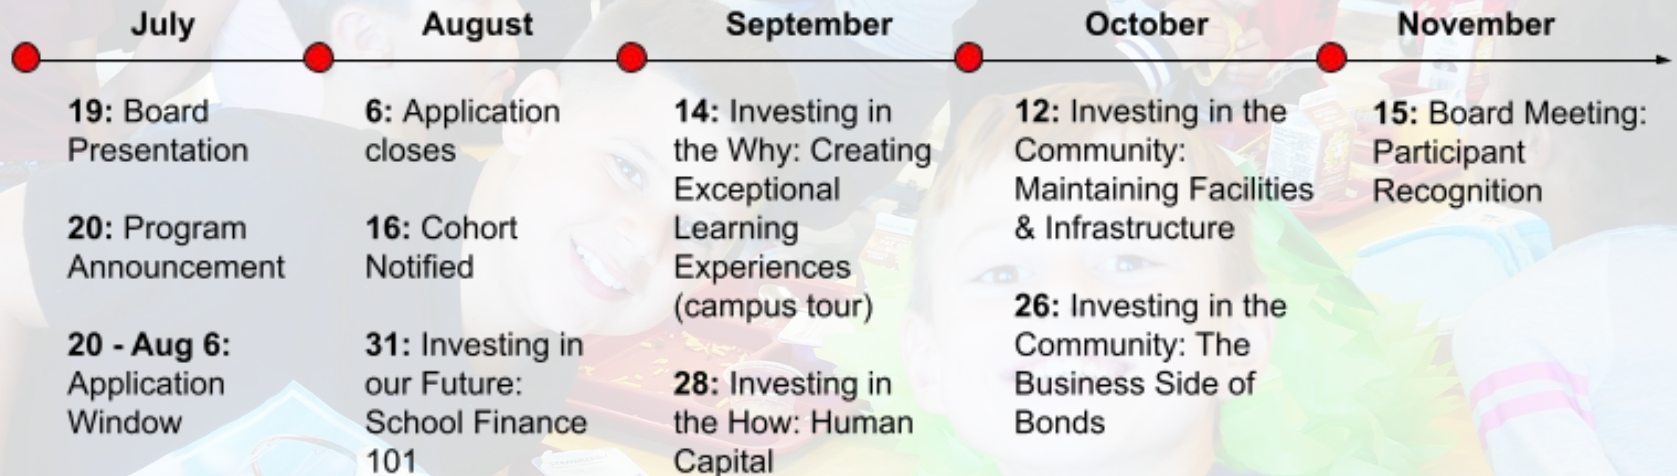 July
19: Board
Presentation
20: Program
Announcement
20 - Aug 6:
Application
Window
August
6: Application
closes
16: Cohort
Notified
31: Investing in
our Future:
School Finance
101
September
14: Investing in
the Why: Creating
Exceptional
Learning
Experiences
(campus tour)
28: Investing in
the How: Human
Capital
October
12: Investing in the
Community:
Maintaining Facilities
& Infrastructure
26: Investing in the
Community: The
Business Side of
Bonds
November
15: Board Meeting:
Participant
Recognition